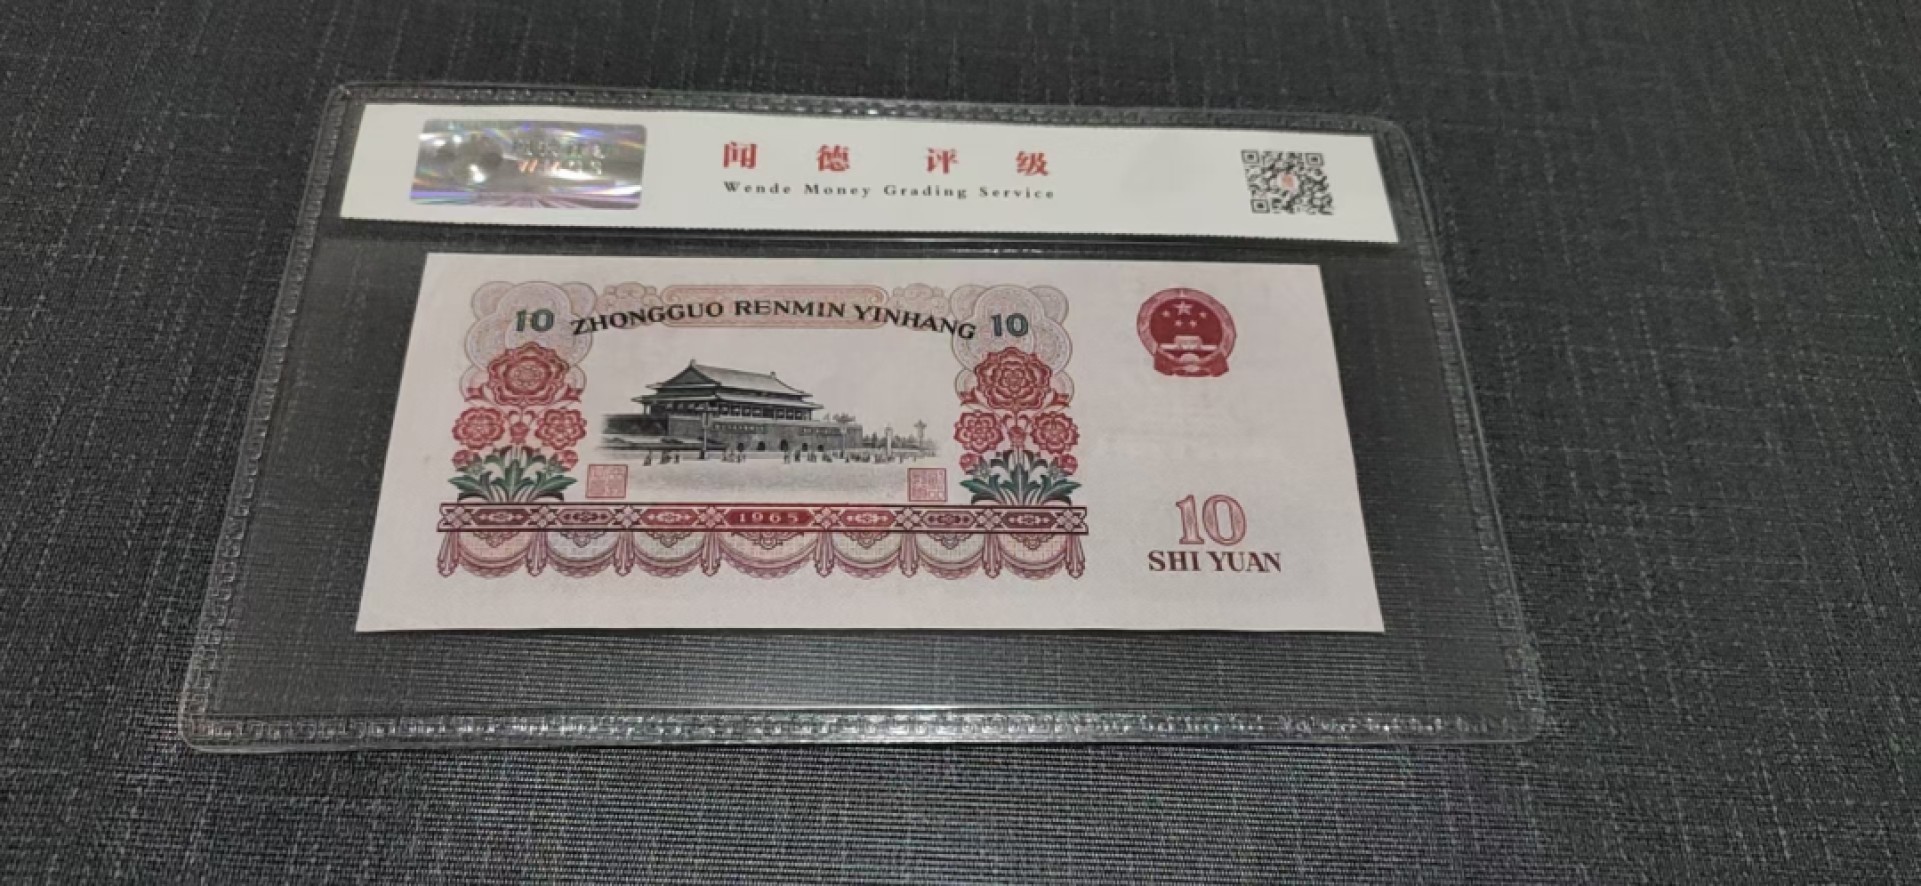 闻德评级
Wende Money Grading Service
10 ZHONGGUO RENMIN YINHANG 10
1965
10
SHI YUAN